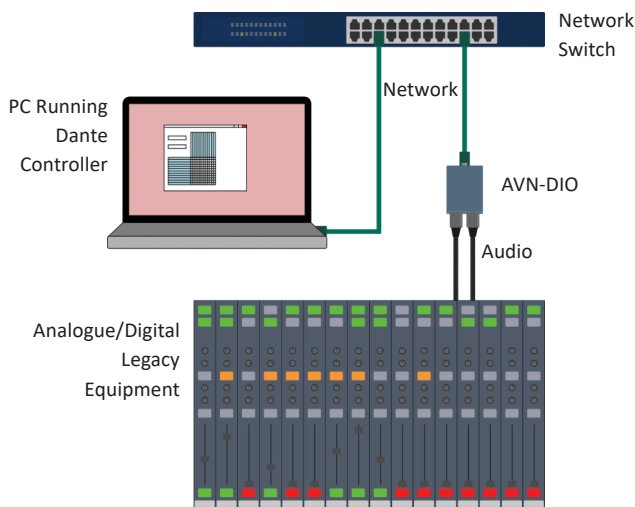 Network
Switch
Network
PC Running
Dante
Controller
AVN-DIO
Audio
Analogue/Digital
Legacy
Equipment